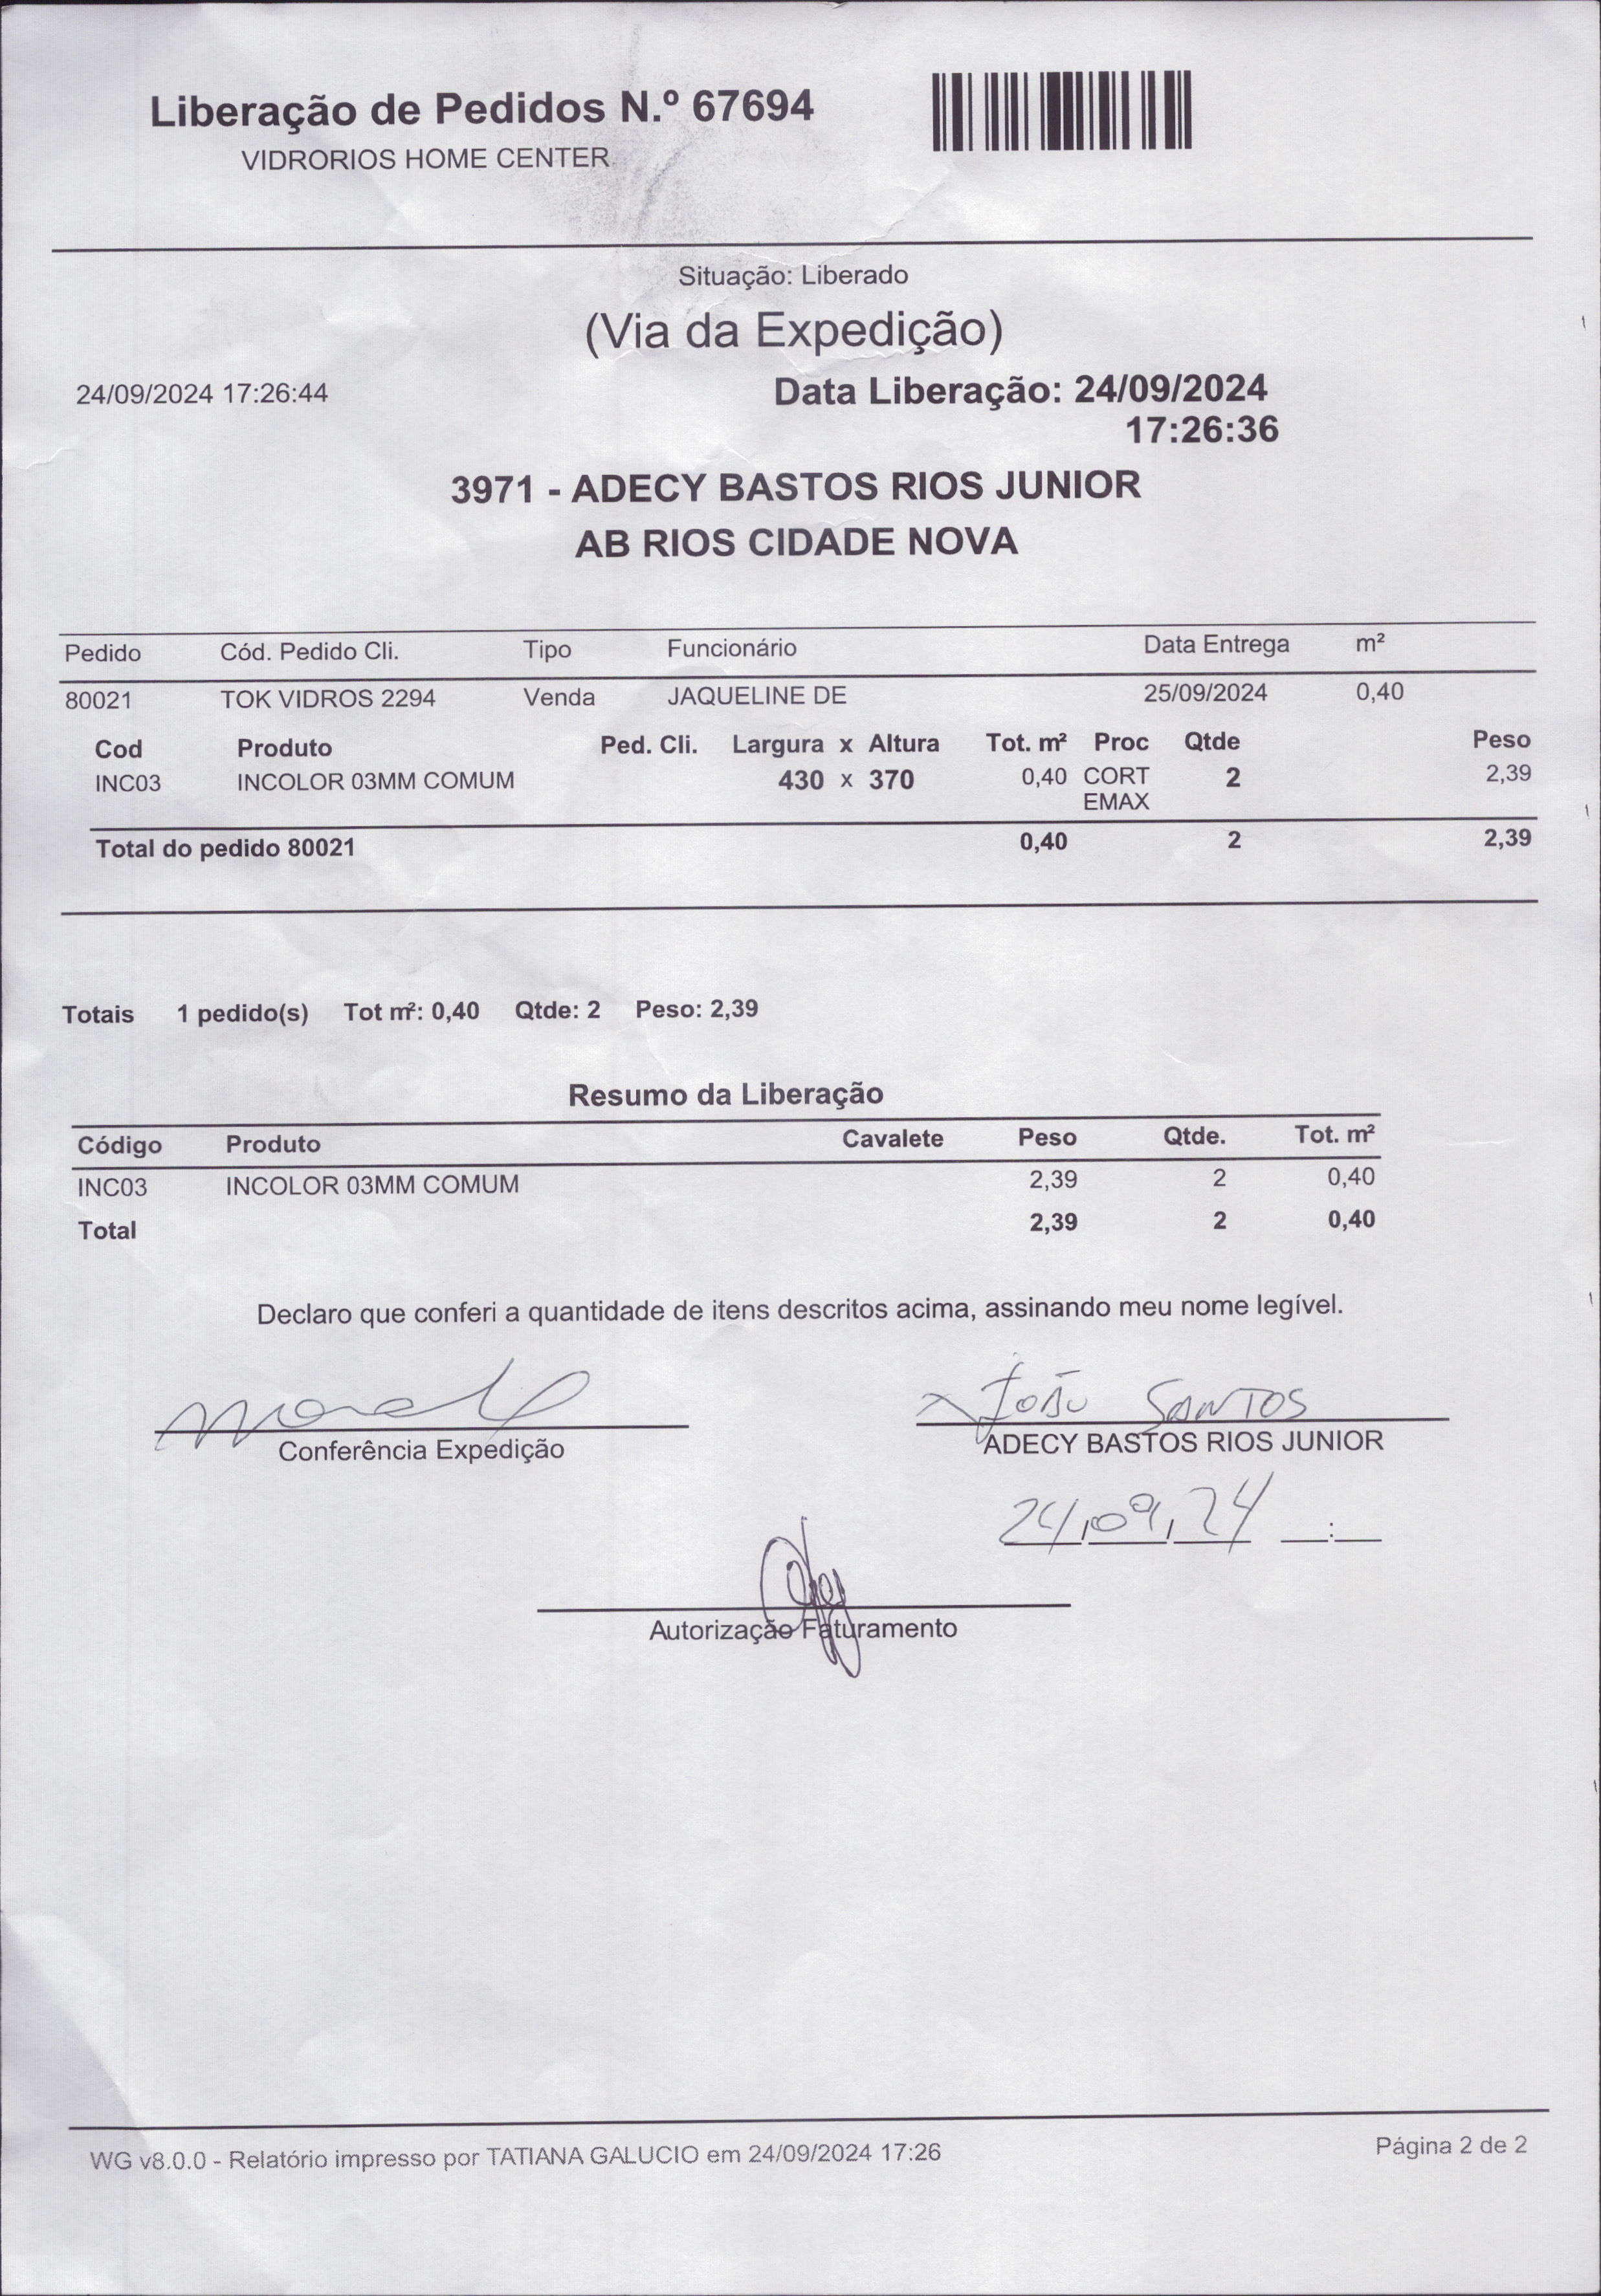 Liberação de Pedidos N.º 67694
VIDRORIOS HOME CENTER
Situação: Liberado
(Via da Expedição)
24/09/2024 17:26:44
Data Liberação: 24/09/2024
17:26:36
3971 - ADECY BASTOS RIOS JUNIOR
AB RIOS CIDADE NOVA
Pedido Cód. Pedido Cli. Tipo Funcionário Data Entrega m²
80021 TOK VIDROS 2294 Venda JAQUELINE DE 25/09/2024 0,40
Cod Produto Ped. Cli. Largura x Altura Tot. m² Proc Qtde Peso
INC03 INCOLOR 03MM COMUM 430 x 370 0,40 CORT 2 2,39
EMAX
Total do pedido 80021 0,40 2 2,39
Totais 1 pedido(s) Tot m²: 0,40 Qtde: 2 Peso: 2,39
Resumo da Liberação
Código Produto Cavalete Peso Qtde. Tot. m²
INC03 INCOLOR 03MM COMUM 2,39 2 0,40
Total 2,39 2 0,40
Declaro que conferi a quantidade de itens descritos acima, assinando meu nome legível.
x JOÃO SANTOS
Conferência Expedição ADECY BASTOS RIOS JUNIOR
24/09/24 __:__
Autorização Faturamento
WG v8.0.0 - Relatório impresso por TATIANA GALUCIO em 24/09/2024 17:26 Página 2 de 2